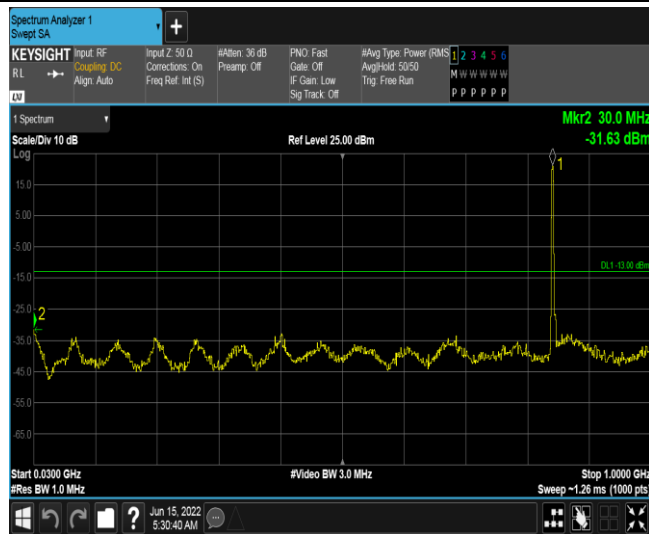 Spectrum Analyzer 1
Swept SA
+
KEYSIGHT Input: RF Input Z: 50 Ω #Atten: 36 dB PNO: Fast #Avg Type: Power (RMS 1 2 3 4 5 6
RL Coupling: DC Corrections: On Preamp: Off Gate: Off Avg|Hold: 50/50 M W W W W W
Align: Auto Freq Ref: Int (S) IF Gain: Low Trig: Free Run
LXI Sig Track: Off P P P P P P
1 Spectrum Mkr2 30.0 MHz
Scale/Div 10 dB Ref Level 25.00 dBm -31.63 dBm
Log
1
15.0
5.00
-5.00
DL1 -13.00 dBm
-15.0
-25.0
2
-35.0
-45.0
-55.0
-65.0
Start 0.0300 GHz #Video BW 3.0 MHz Stop 1.0000 GHz
#Res BW 1.0 MHz Sweep ~1.26 ms (1000 pts)
? Jun 15, 2022
5:30:40 AM